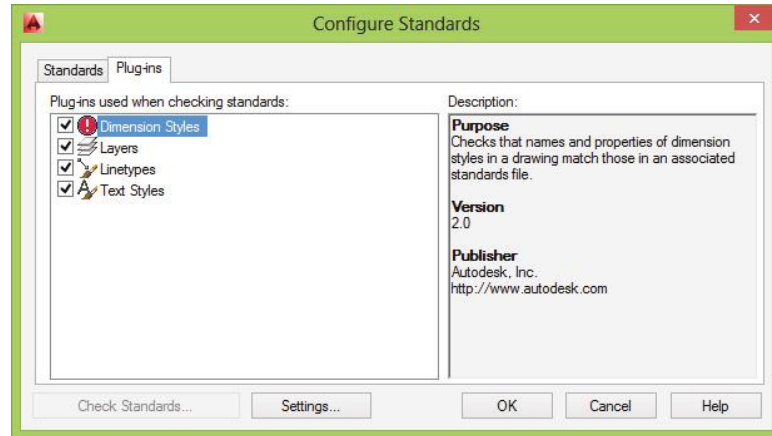 Configure Standards
Standards
Plug-ins
Plug-ins used when checking standards:
Dimension Styles
Layers
Linetypes
Text Styles
Description:
Purpose
Checks that names and properties of dimension
styles in a drawing match those in an associated
standards file.
Version
2.0
Publisher
Autodesk, Inc.
http://www.autodesk.com
Check Standards...
Settings...
OK
Cancel
Help